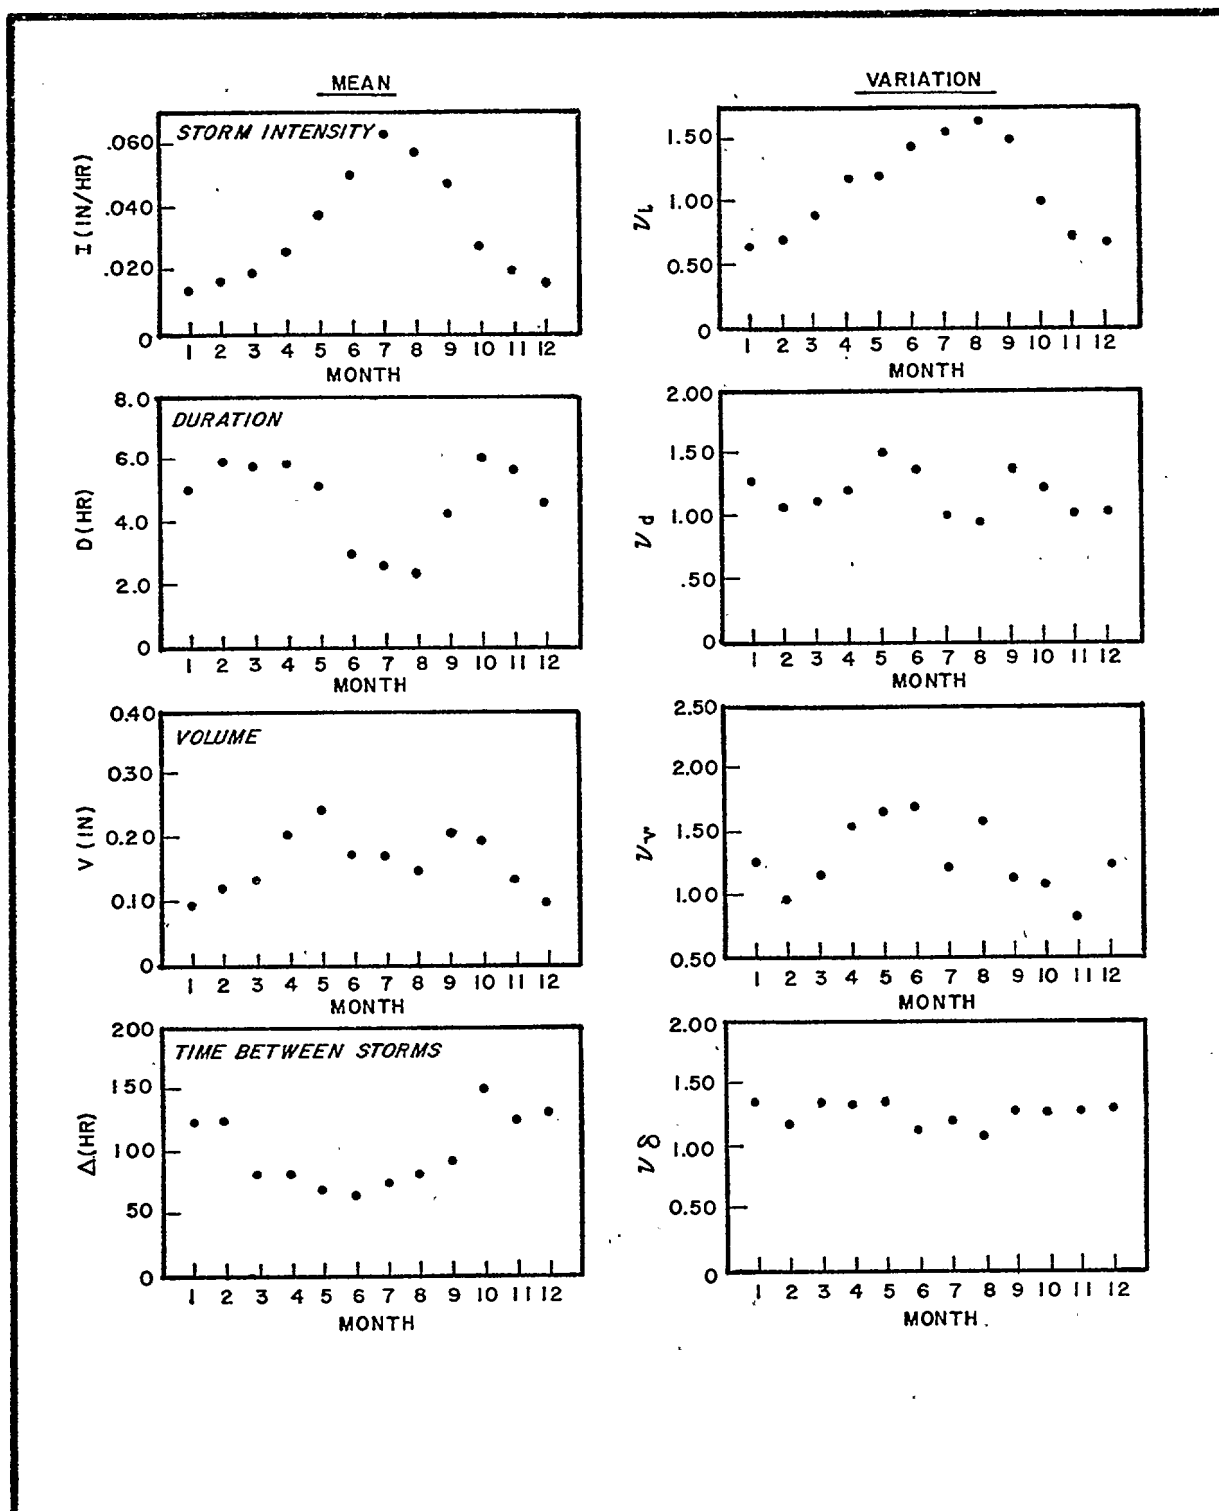 MEAN
STORM INTENSITY
I (IN/HR)
.060
.040
.020
0
1 2 3 4 5 6 7 8 9 10 11 12
MONTH
VARIATION
νi
1.50
1.00
0.50
0
1 2 3 4 5 6 7 8 9 10 11 12
MONTH
DURATION
D (HR)
8.0
6.0
4.0
2.0
0
1 2 3 4 5 6 7 8 9 10 11 12
MONTH
νd
2.00
1.50
1.00
.50
0
1 2 3 4 5 6 7 8 9 10 11 12
MONTH
VOLUME
V (IN)
0.40
0.30
0.20
0.10
0
1 2 3 4 5 6 7 8 9 10 11 12
MONTH
νv
2.50
2.00
1.50
1.00
0.50
1 2 3 4 5 6 7 8 9 10 11 12
MONTH
TIME BETWEEN STORMS
Δ(HR)
200
150
100
50
0
1 2 3 4 5 6 7 8 9 10 11 12
MONTH
νδ
2.00
1.50
1.00
0.50
0
1 2 3 4 5 6 7 8 9 10 11 12
MONTH